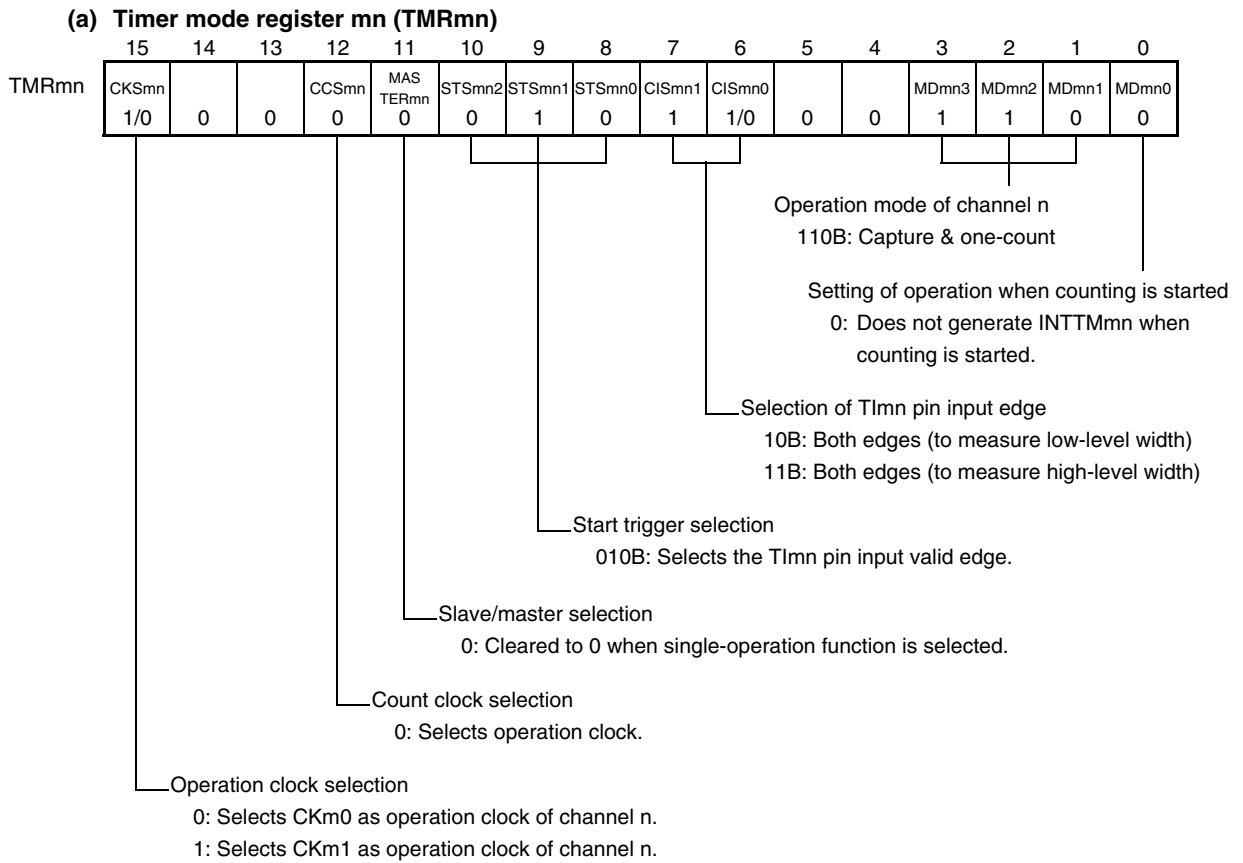 (a) Timer mode register mn (TMRmn)
15 14 13 12 11 10 9 8 7 6 5 4 3 2 1 0
TMRmn CKSmn CCSmn MAS STSmn2 STSmn1 STSmn0 CISmn1 CISmn0 MDmn3 MDmn2 MDmn1 MDmn0
TERmn
1/0 0 0 0 0 0 1 0 1 1/0 0 0 1 1 0 0
Operation mode of channel n
110B: Capture & one-count
Setting of operation when counting is started
0: Does not generate INTTMmn when
counting is started.
Selection of TImn pin input edge
10B: Both edges (to measure low-level width)
11B: Both edges (to measure high-level width)
Start trigger selection
010B: Selects the TImn pin input valid edge.
Slave/master selection
0: Cleared to 0 when single-operation function is selected.
Count clock selection
0: Selects operation clock.
Operation clock selection
0: Selects CKm0 as operation clock of channel n.
1: Selects CKm1 as operation clock of channel n.